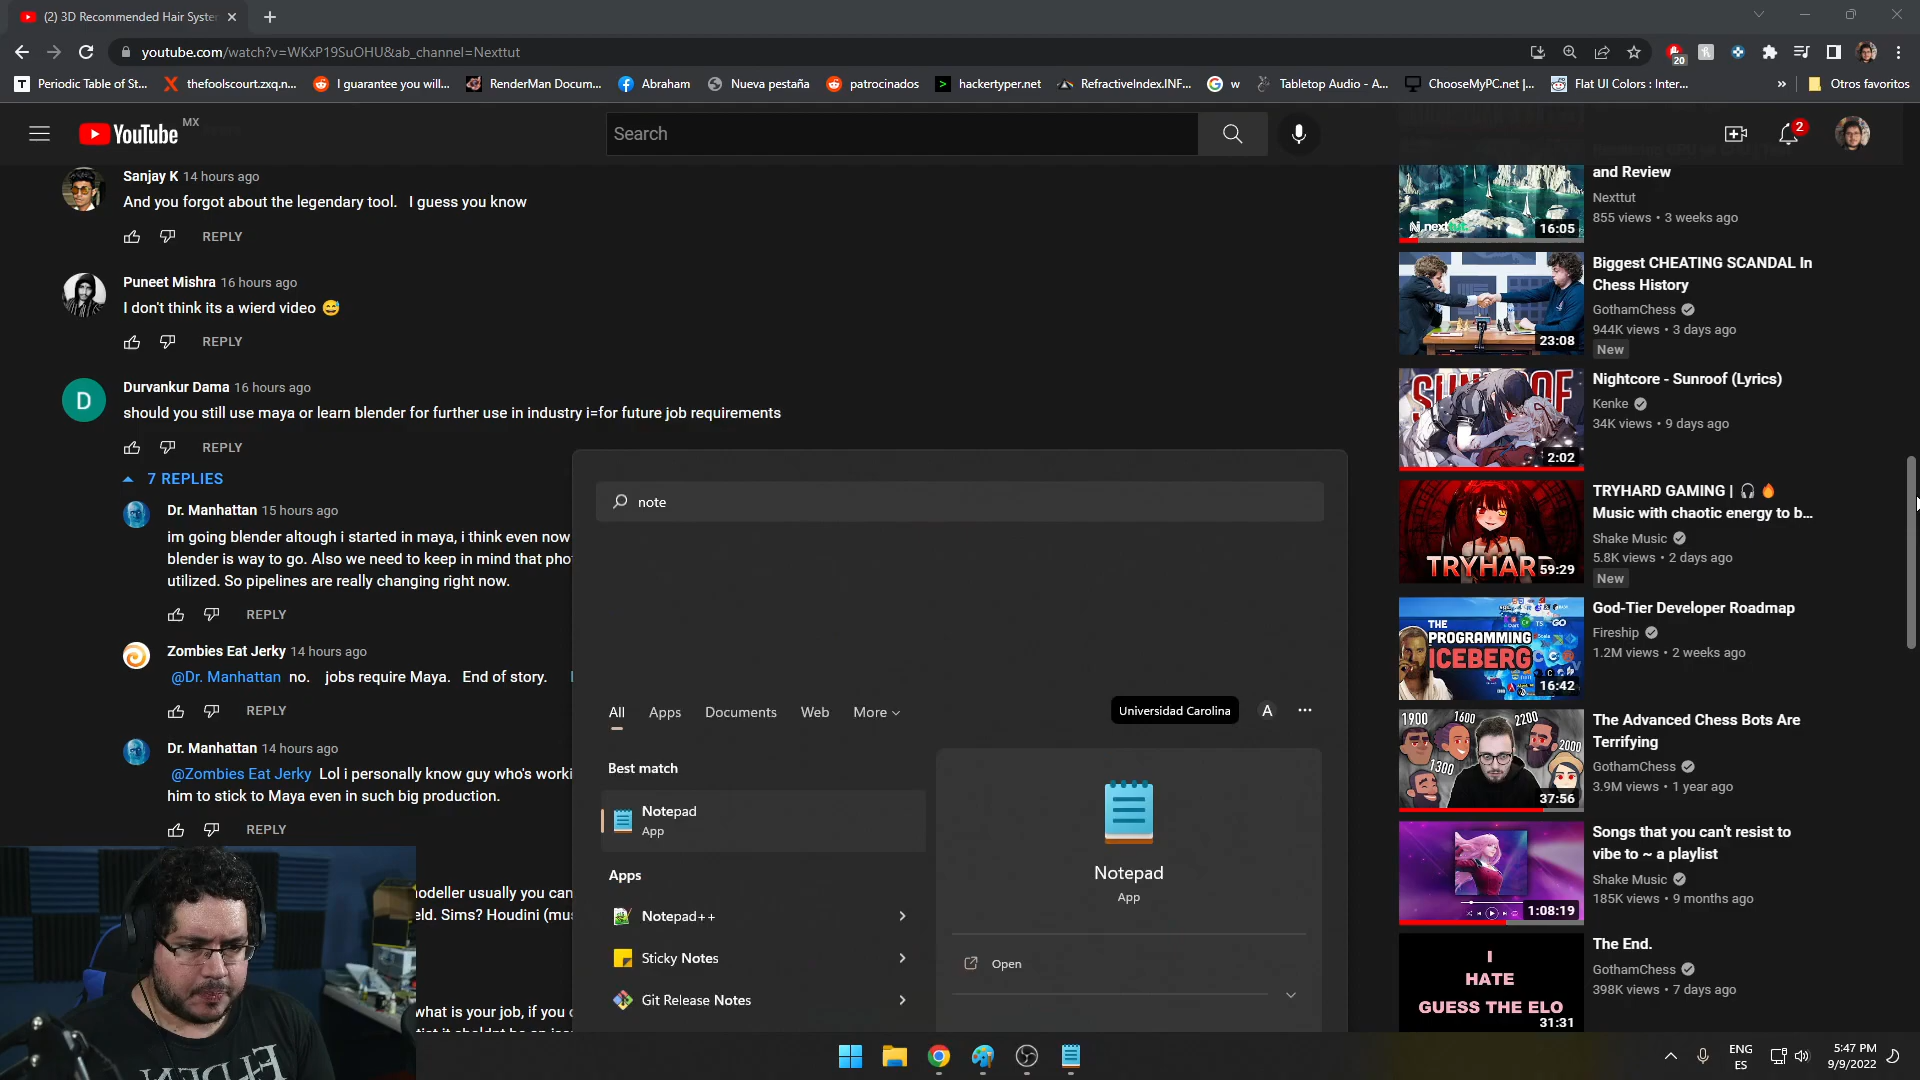 (2) 3D Recommended Hair Syste
youtube.com/watch?v=WKxP19SuOHU&ab_channel=Nexttut
20
Periodic Table of St...
thefoolscourt.zxq.n...
I guarantee you will...
RenderMan Docum...
Abraham
Nueva pestaña
patrocinados
hackertyper.net
RefractiveIndex.INF...
w
Tabletop Audio - A...
ChooseMyPC.net |...
Flat UI Colors : Inter...
»
Otros favoritos
YouTube MX
Search
2
Sanjay K 14 hours ago
And you forgot about the legendary tool. I guess you know
REPLY
Puneet Mishra 16 hours ago
I don't think its a wierd video 😅
REPLY
D
Durvankur Dama 16 hours ago
should you still use maya or learn blender for further use in industry i=for future job requirements
REPLY
7 REPLIES
Dr. Manhattan 15 hours ago
im going blender altough i started in maya, i think even now
blender is way to go. Also we need to keep in mind that pho
utilized. So pipelines are really changing right now.
REPLY
Zombies Eat Jerky 14 hours ago
@Dr. Manhattan no. jobs require Maya. End of story.
REPLY
Dr. Manhattan 14 hours ago
@Zombies Eat Jerky Lol i personally know guy who's worki
him to stick to Maya even in such big production.
REPLY
odeller usually you can
eld. Sims? Houdini (mu
what is your job, if you
note
All
Apps
Documents
Web
More
Universidad Carolina
A
Best match
Notepad
App
Apps
Notepad++
Sticky Notes
Git Release Notes
Notepad
App
Open
and Review
Nexttut
855 views • 3 weeks ago
nexttut
16:05
Biggest CHEATING SCANDAL In
Chess History
GothamChess
944K views • 3 days ago
New
23:08
Nightcore - Sunroof (Lyrics)
Kenke
34K views • 9 days ago
SUNROOF
2:02
TRYHARD GAMING | 🎧 🔥
Music with chaotic energy to b...
Shake Music
5.8K views • 2 days ago
New
TRYHAR
59:29
God-Tier Developer Roadmap
Fireship
1.2M views • 2 weeks ago
THE
PROGRAMMING
ICEBERG
TS
GO
16:42
The Advanced Chess Bots Are
Terrifying
GothamChess
3.9M views • 1 year ago
1900
1600
2200
2000
1300
37:56
Songs that you can't resist to
vibe to ~ a playlist
Shake Music
185K views • 9 months ago
1:08:19
The End.
GothamChess
398K views • 7 days ago
I
HATE
GUESS THE ELO
31:31
ELDEN
ENG
ES
5:47 PM
9/9/2022